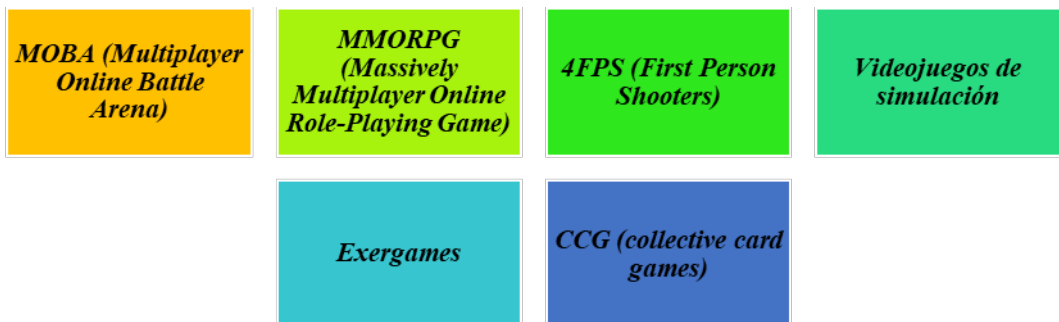 MOBA (Multiplayer
Online Battle
Arena)
MMORPG
(Massively
Multiplayer Online
Role-Playing Game)
4FPS (First Person
Shooters)
Videojuegos de
simulación
Exergames
CCG (collective card
games)